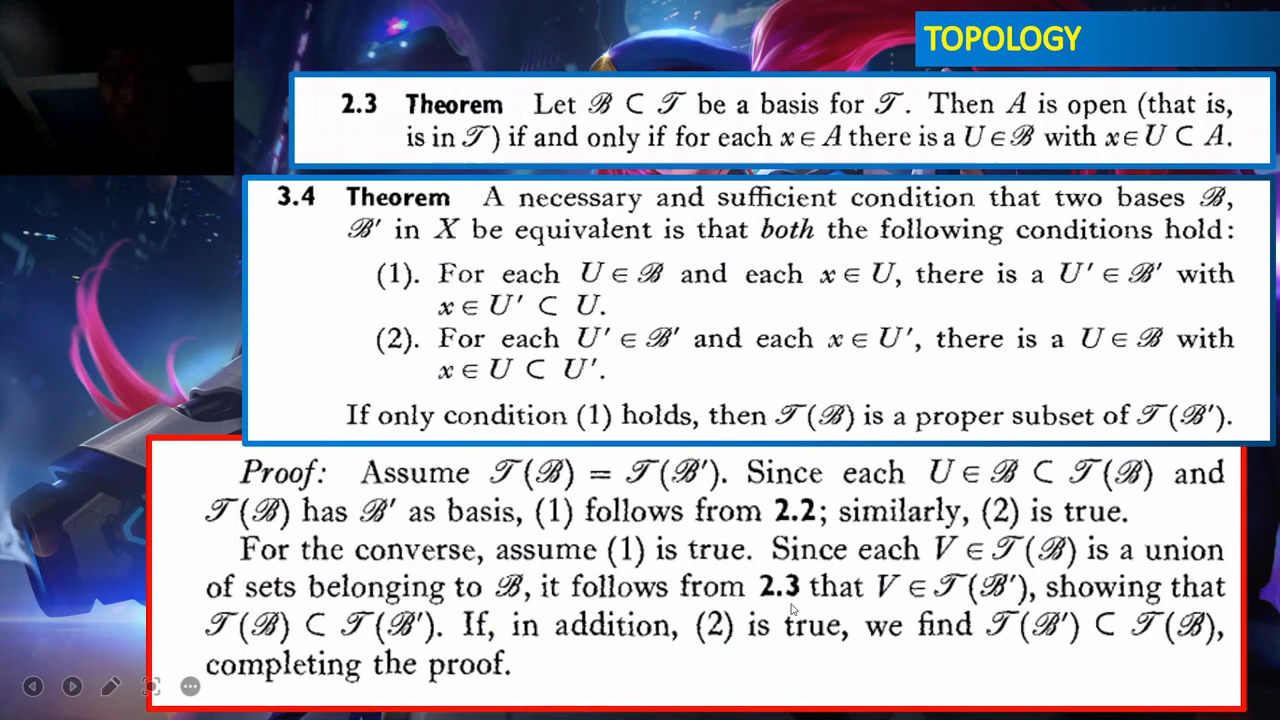 TOPOLOGY
2.3 Theorem Let ℬ ⊂ 𝒯 be a basis for 𝒯. Then A is open (that is,
is in 𝒯) if and only if for each x ∈ A there is a U ∈ ℬ with x ∈ U ⊂ A.
3.4 Theorem A necessary and sufficient condition that two bases ℬ,
ℬ′ in X be equivalent is that both the following conditions hold:
(1). For each U ∈ ℬ and each x ∈ U, there is a U′ ∈ ℬ′ with
x ∈ U′ ⊂ U.
(2). For each U′ ∈ ℬ′ and each x ∈ U′, there is a U ∈ ℬ with
x ∈ U ⊂ U′.
If only condition (1) holds, then 𝒯(ℬ) is a proper subset of 𝒯(ℬ′).
Proof: Assume 𝒯(ℬ) = 𝒯(ℬ′). Since each U ∈ ℬ ⊂ 𝒯(ℬ) and
𝒯(ℬ) has ℬ′ as basis, (1) follows from 2.2; similarly, (2) is true.
For the converse, assume (1) is true. Since each V ∈ 𝒯(ℬ) is a union
of sets belonging to ℬ, it follows from 2.3 that V ∈ 𝒯(ℬ′), showing that
𝒯(ℬ) ⊂ 𝒯(ℬ′). If, in addition, (2) is true, we find 𝒯(ℬ′) ⊂ 𝒯(ℬ),
completing the proof.